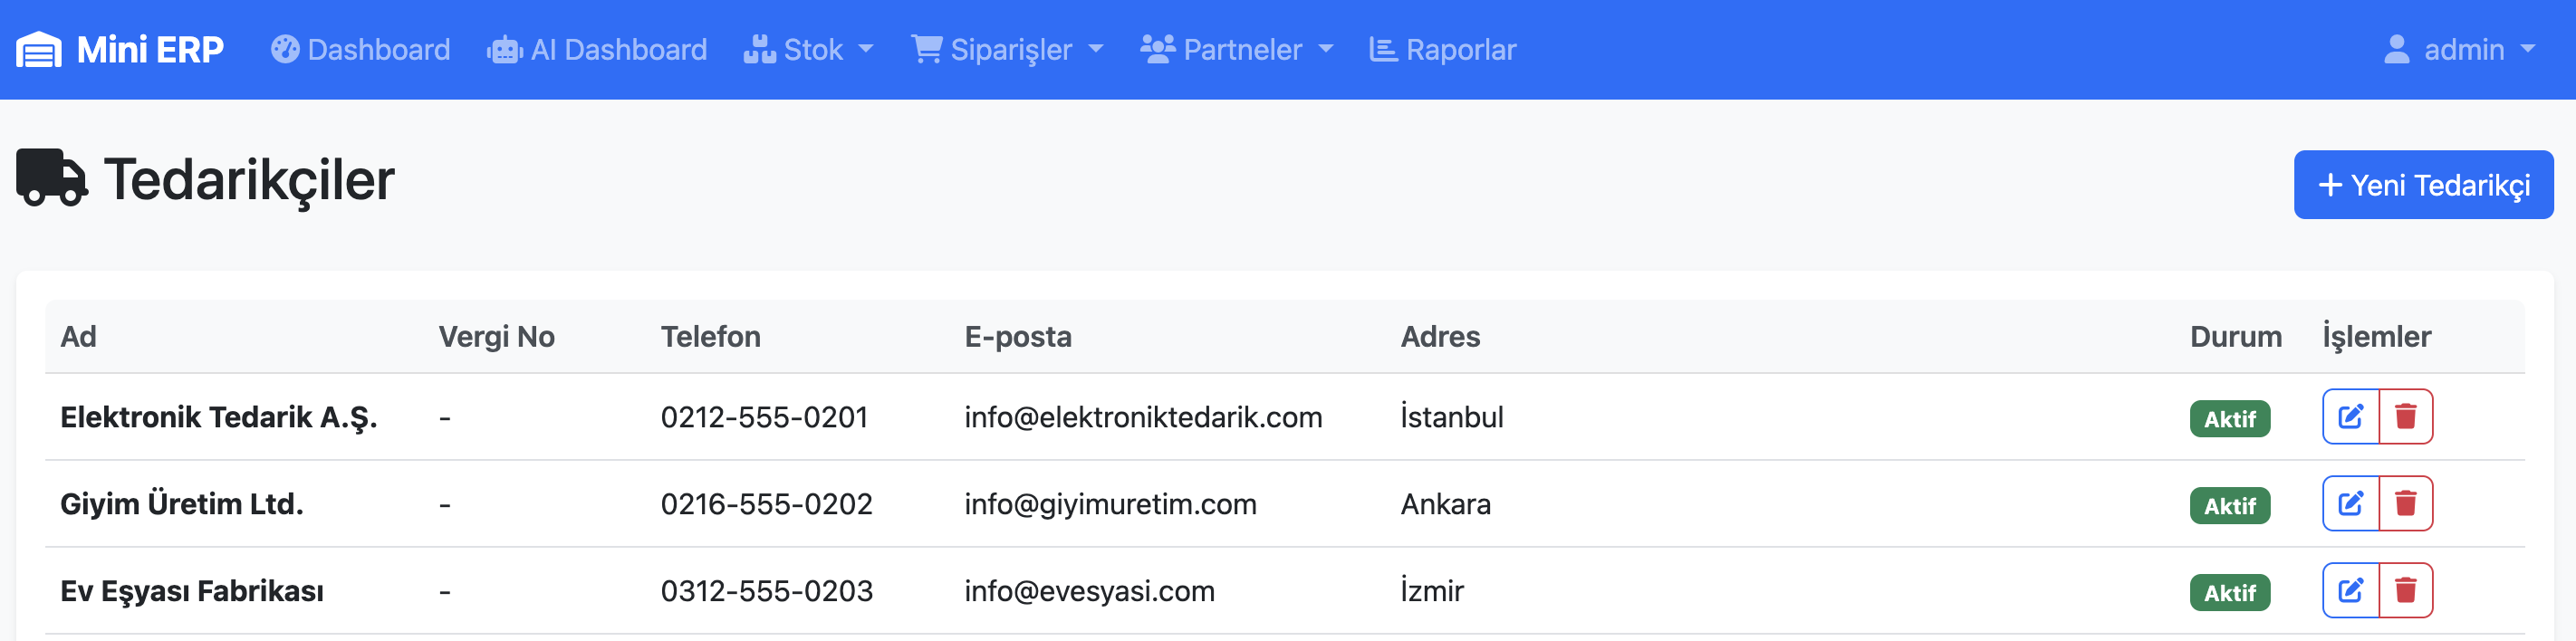 Mini ERP Dashboard AI Dashboard Stok Siparişler Partneler Raporlar admin
Tedarikçiler
+ Yeni Tedarikçi
Ad Vergi No Telefon E-posta Adres Durum İşlemler
Elektronik Tedarik A.Ş. - 0212-555-0201 info@elektroniktedarik.com İstanbul Aktif
Giyim Üretim Ltd. - 0216-555-0202 info@giyimuretim.com Ankara Aktif
Ev Eşyası Fabrikası - 0312-555-0203 info@evesyasi.com İzmir Aktif